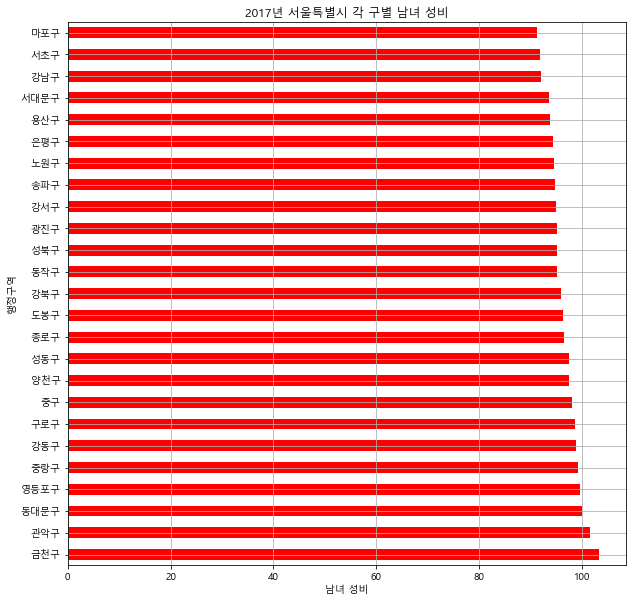 2017년 서울특별시 각 구별 남녀 성비
마포구
서초구
강남구
서대문구
용산구
은평구
노원구
송파구
강서구
광진구
성북구
동작구
강북구
도봉구
종로구
성동구
양천구
중구
구로구
강동구
중랑구
영등포구
동대문구
관악구
금천구
행정구역
0 20 40 60 80 100
남녀 성비